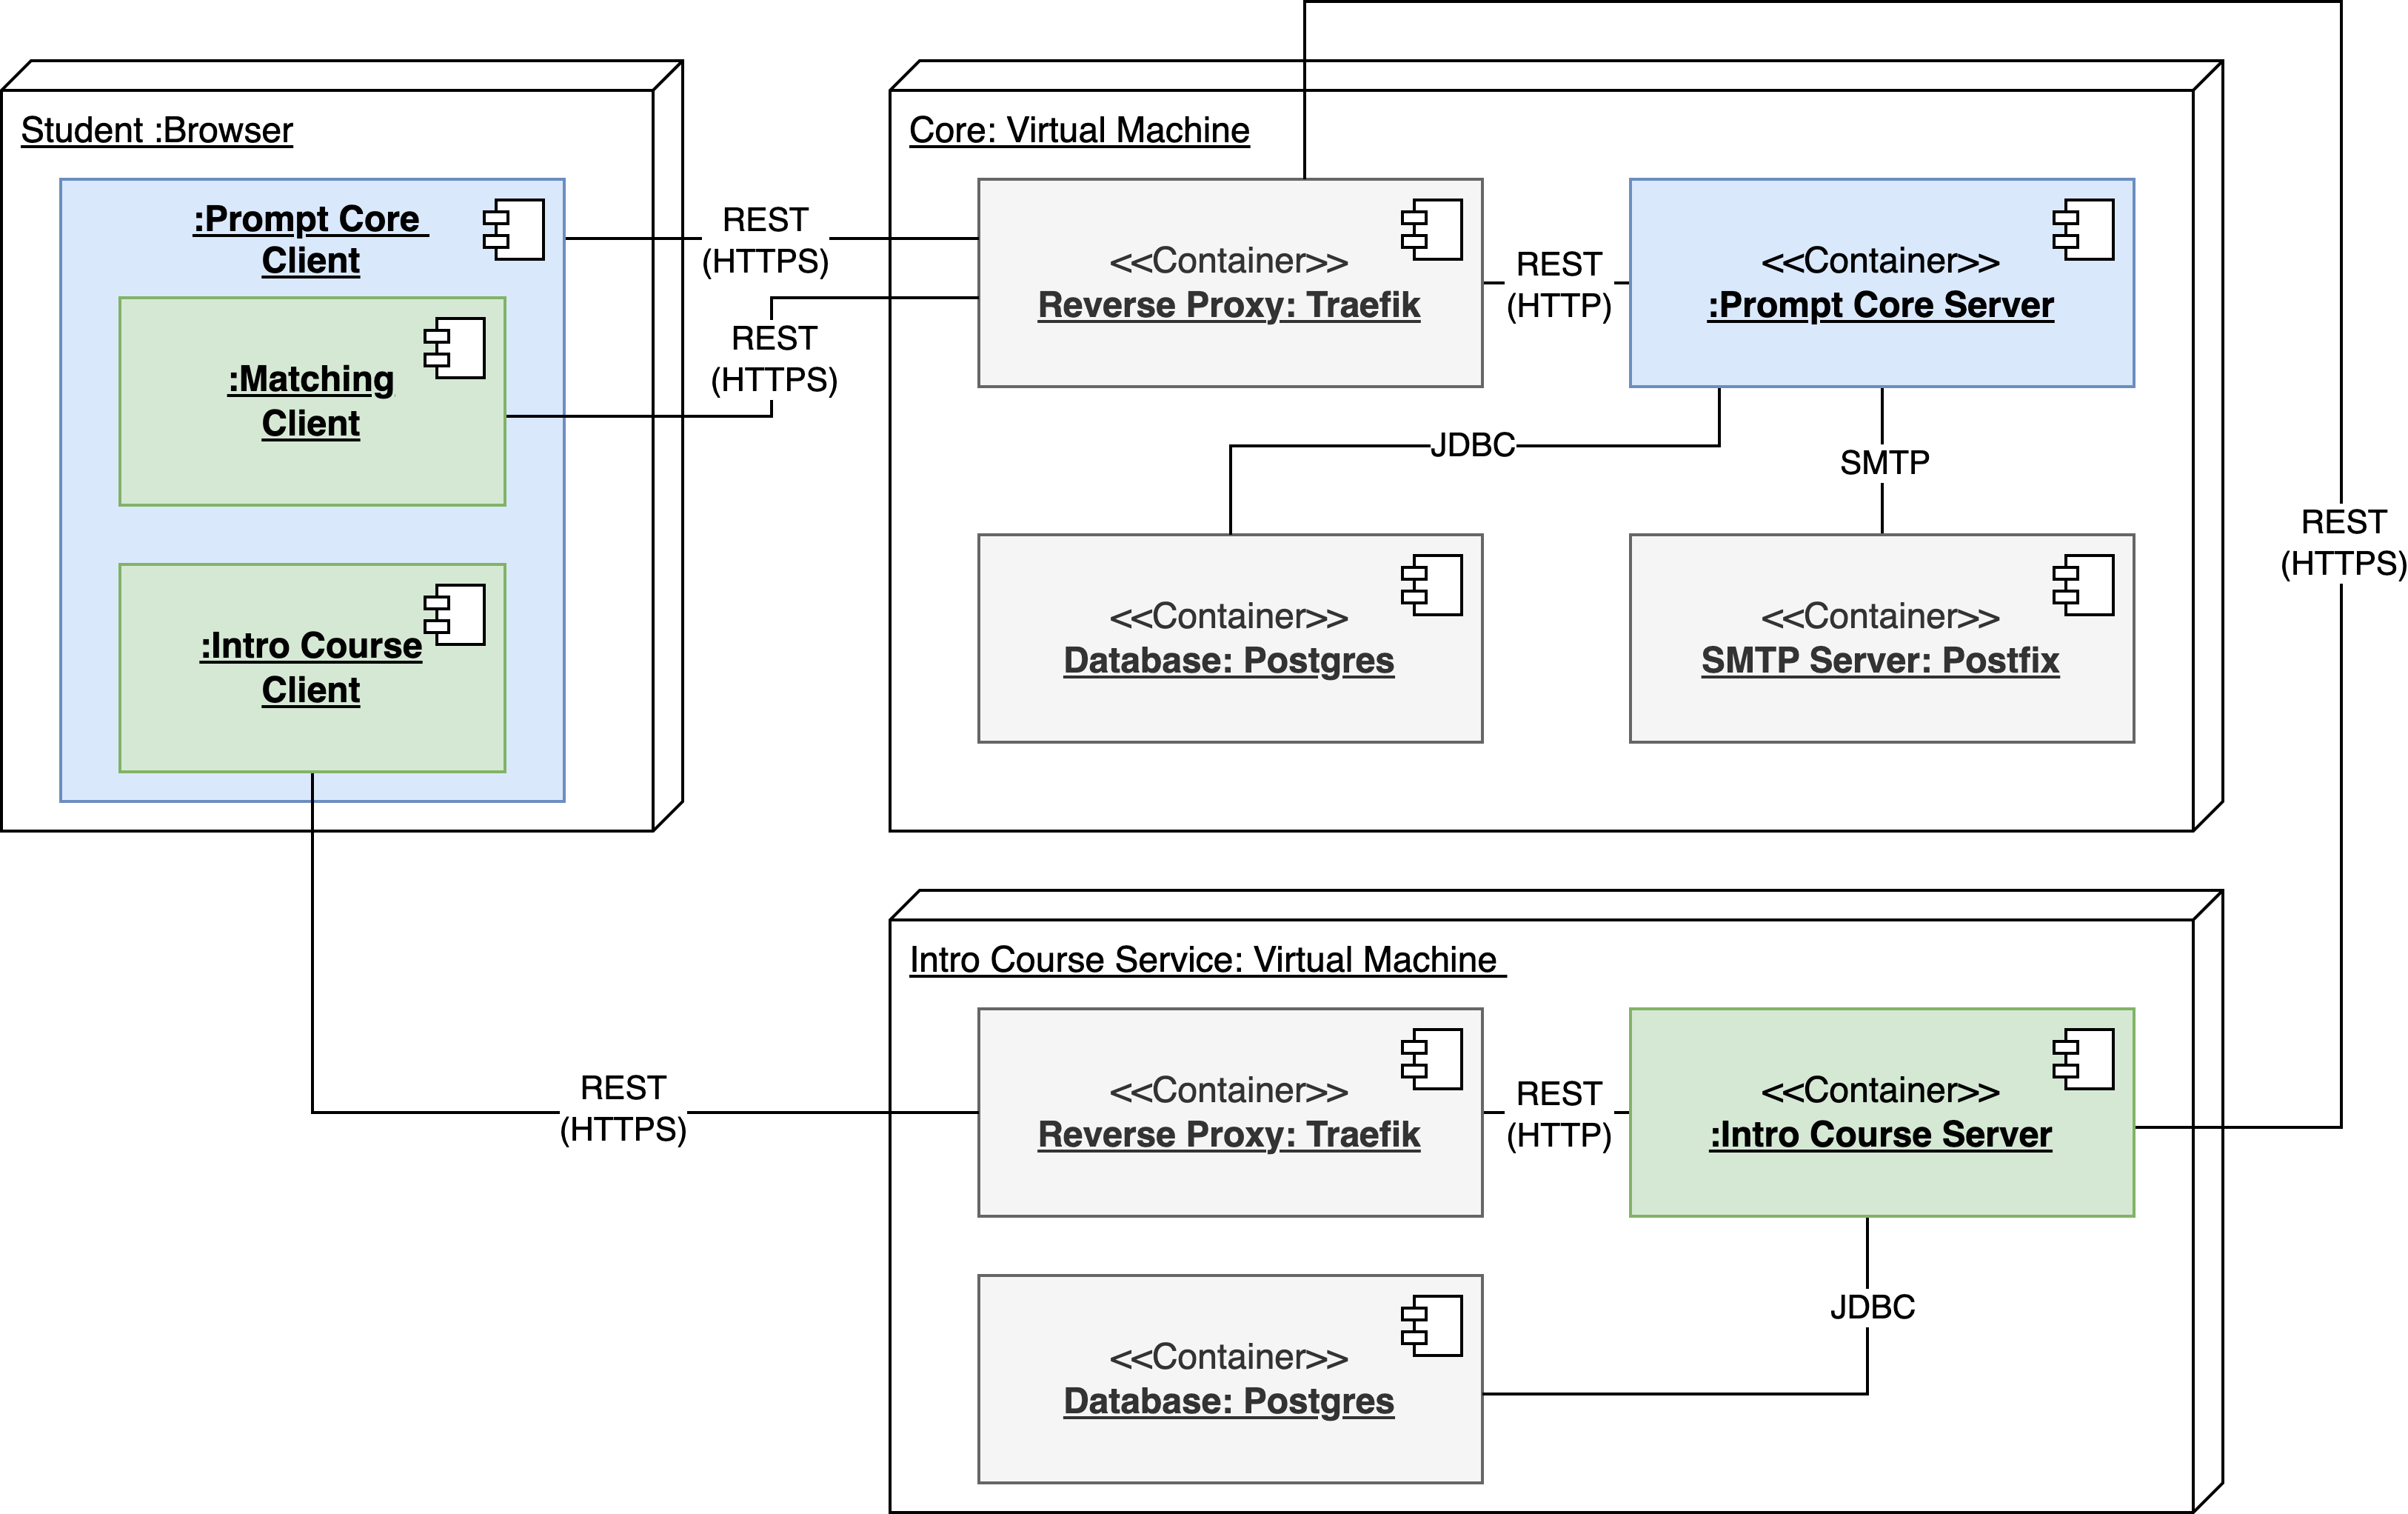 Student :Browser
:Prompt Core
Client
:Matching
Client
:Intro Course
Client
REST
(HTTPS)
REST
(HTTPS)
Core: Virtual Machine
<<Container>>
Reverse Proxy: Traefik
REST
(HTTP)
<<Container>>
:Prompt Core Server
JDBC
SMTP
<<Container>>
Database: Postgres
<<Container>>
SMTP Server: Postfix
REST
(HTTPS)
Intro Course Service: Virtual Machine
REST
(HTTPS)
<<Container>>
Reverse Proxy: Traefik
REST
(HTTP)
<<Container>>
:Intro Course Server
JDBC
<<Container>>
Database: Postgres